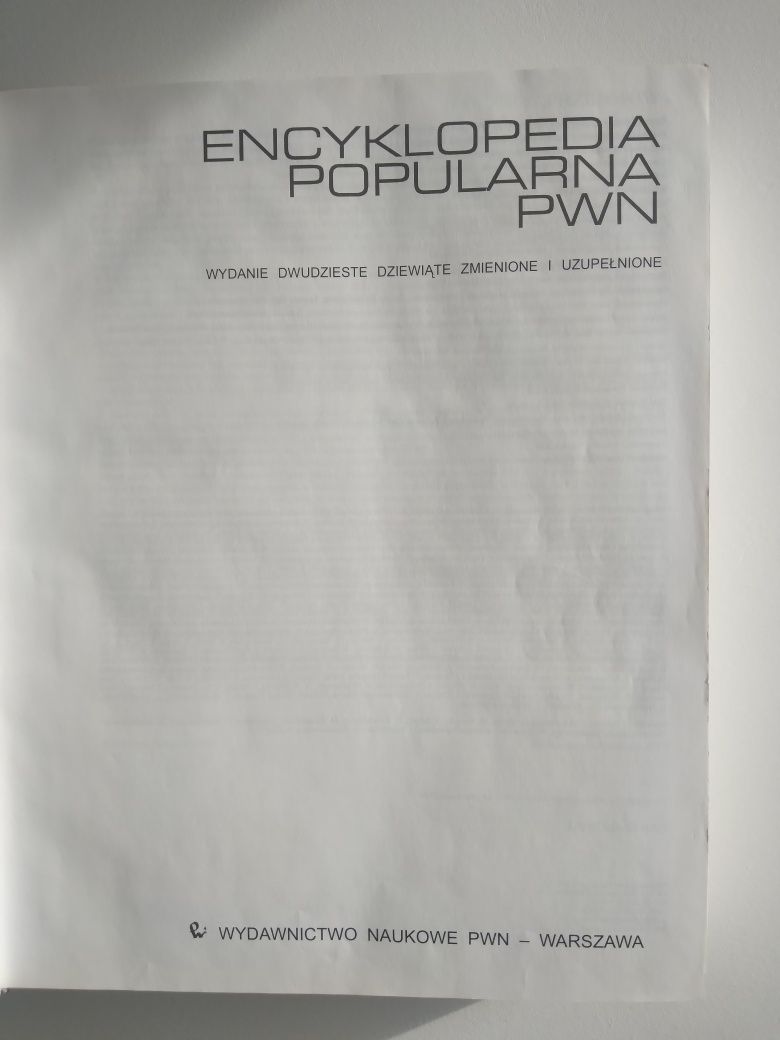 ENCYKLOPEDIA
POPULARNA
PWN
WYDANIE DWUDZIESTE DZIEWIĄTE ZMIENIONE I UZUPEŁNIONE
WYDAWNICTWO NAUKOWE PWN – WARSZAWA